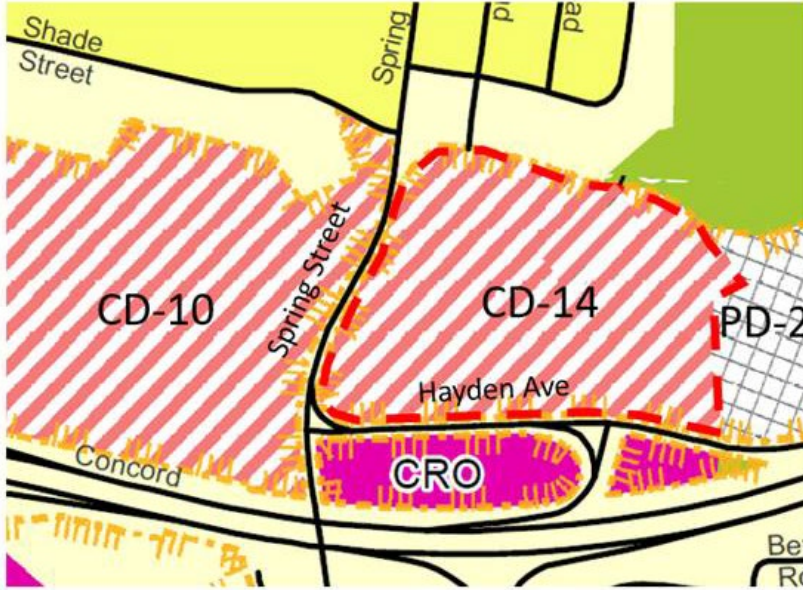 Shade
Street
Spring
Spring Street
CD-10
CD-14
PD-2
Hayden Ave
Concord
CRO